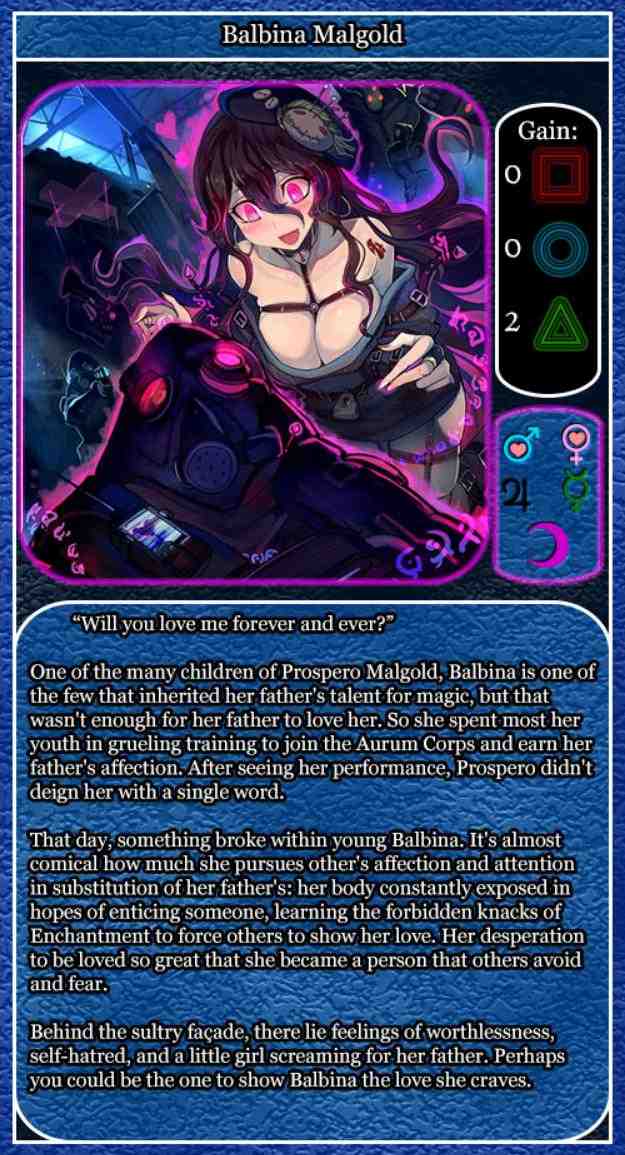 Balbina Malgold
Gain:
0
0
2
“Will you love me forever and ever?”
One of the many children of Prospero Malgold, Balbina is one of
the few that inherited her father's talent for magic, but that
wasn't enough for her father to love her. So she spent most her
youth in grueling training to join the Aurum Corps and earn her
father's affection. After seeing her performance, Prospero didn't
deign her with a single word.
That day, something broke within young Balbina. It's almost
comical how much she pursues other's affection and attention
in substitution of her father's: her body constantly exposed in
hopes of enticing someone, learning the forbidden knacks of
Enchantment to force others to show her love. Her desperation
to be loved so great that she became a person that others avoid
and fear.
Behind the sultry façade, there lie feelings of worthlessness,
self-hatred, and a little girl screaming for her father. Perhaps
you could be the one to show Balbina the love she craves.